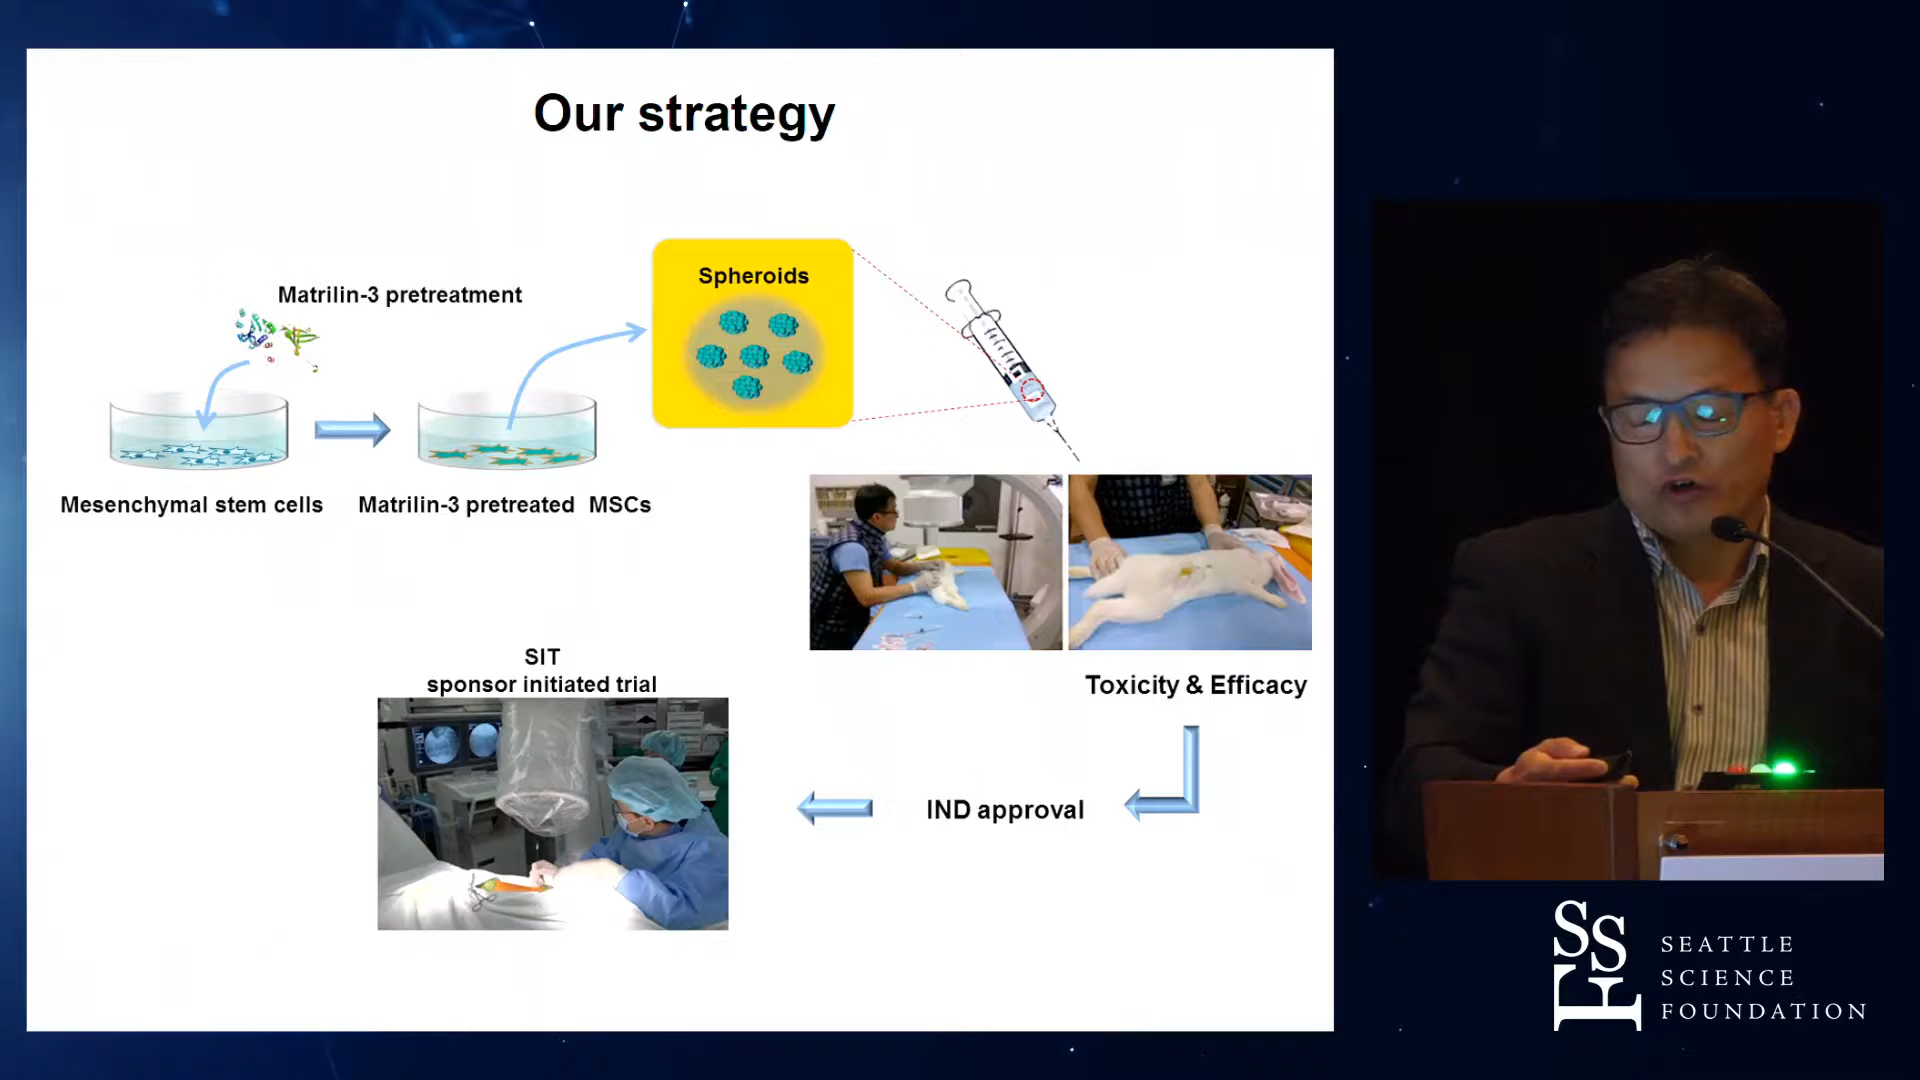 Our strategy
Matrilin-3 pretreatment
Spheroids
Mesenchymal stem cells
Matrilin-3 pretreated MSCs
Toxicity & Efficacy
IND approval
SIT
sponsor initiated trial
SSF
SEATTLE
SCIENCE
FOUNDATION